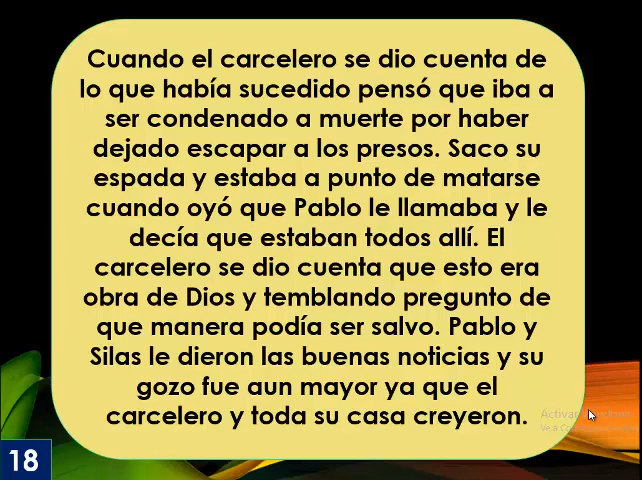 Cuando el carcelero se dio cuenta de
lo que había sucedido pensó que iba a
ser condenado a muerte por haber
dejado escapar a los presos. Saco su
espada y estaba a punto de matarse
cuando oyó que Pablo le llamaba y le
decía que estaban todos allí. El
carcelero se dio cuenta que esto era
obra de Dios y temblando pregunto de
que manera podía ser salvo. Pablo y
Silas le dieron las buenas noticias y su
gozo fue aun mayor ya que el
carcelero y toda su casa creyeron.
Activar
Ve a
18